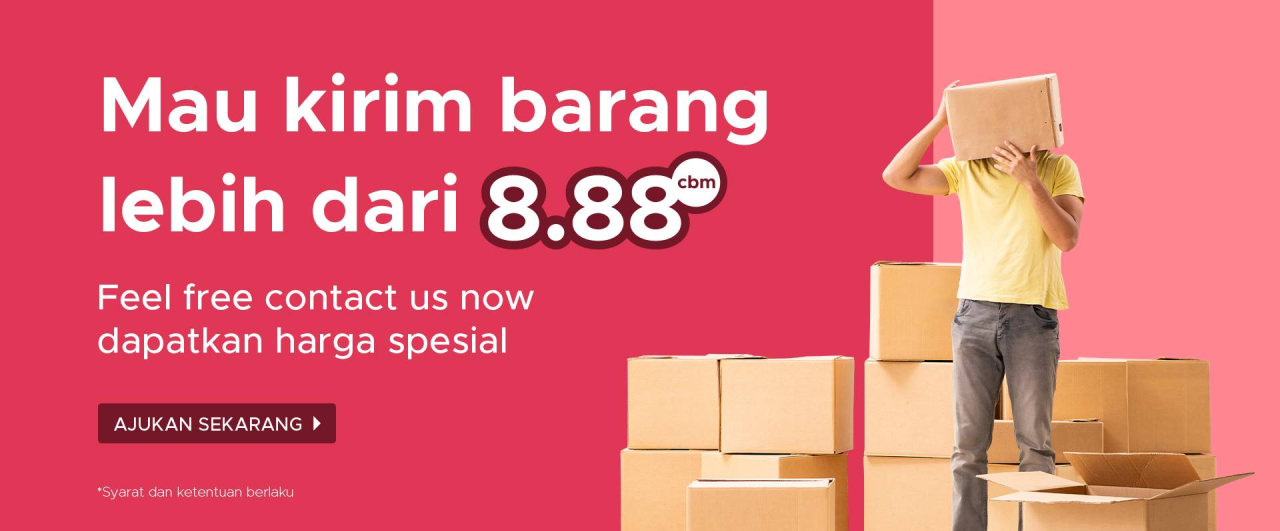 Mau kirim barang
lebih dari 8.88 cbm
Feel free contact us now
dapatkan harga spesial
AJUKAN SEKARANG
*Syarat dan ketentuan berlaku